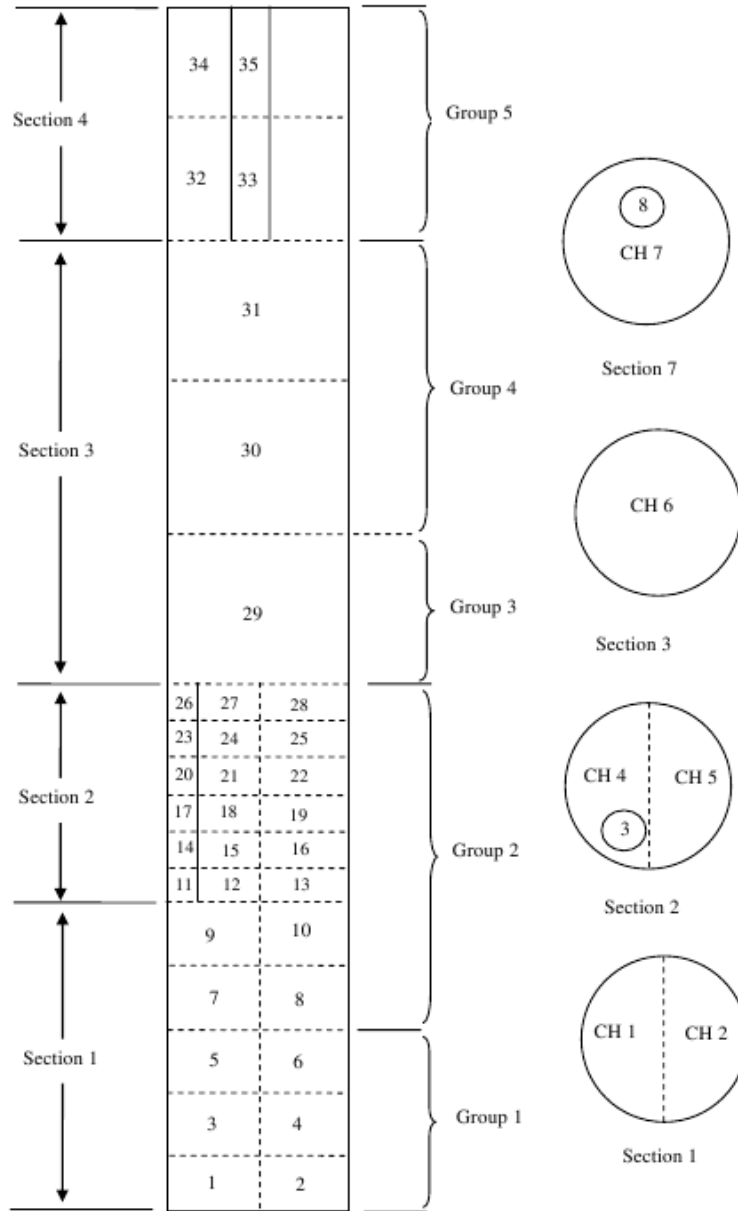 34 35
Section 4
Group 5
32 33
8
CH 7
Section 7
31
Group 4
Section 3
30
CH 6
29
Group 3
Section 3
26 27 28
23 24 25
20 21 22
Section 2
17 18 19
14 15 16
11 12 13
Group 2
CH 4 CH 5
3
Section 2
9 10
7 8
Section 1
5 6
3 4
1 2
Group 1
CH 1 CH 2
Section 1